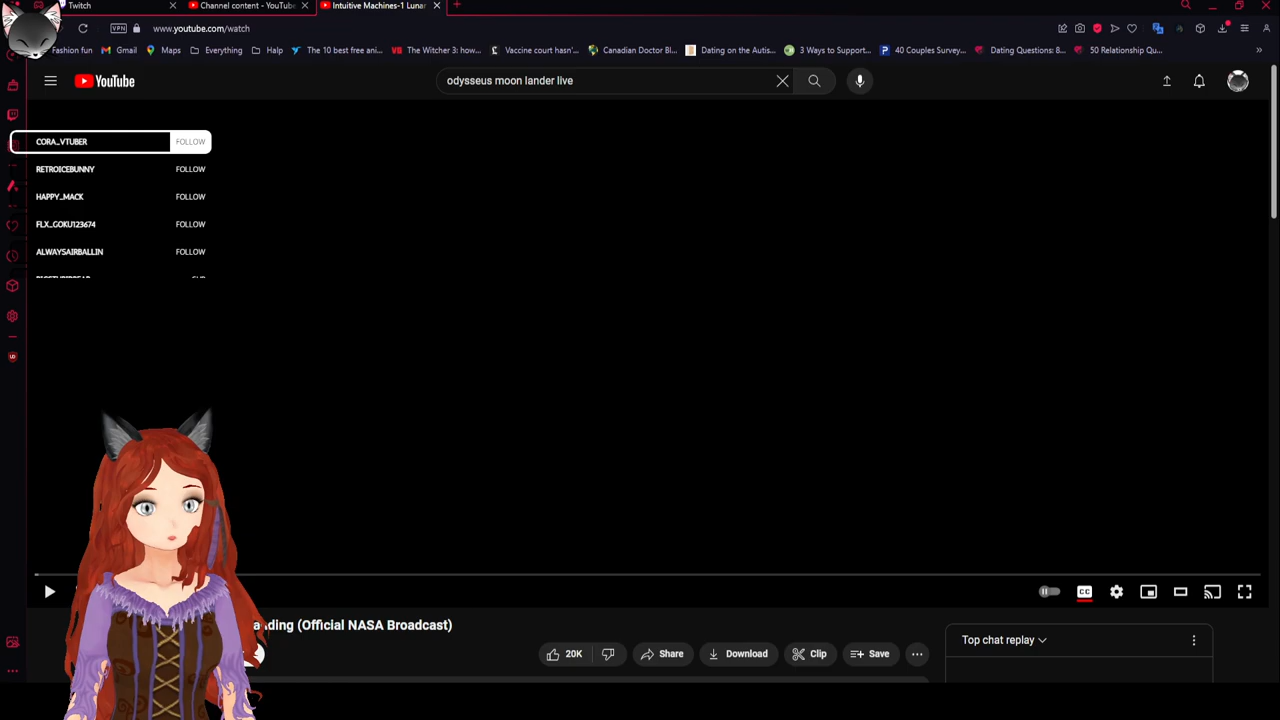 Twitch
Channel content - YouTube
Intuitive Machines-1 Lunar
VPN
www.youtube.com/watch
Fashion fun
Gmail
Maps
Everything
Halp
The 10 best free ani...
The Witcher 3: how...
Vaccine court hasn'...
Canadian Doctor Bl...
Dating on the Autis...
3 Ways to Support...
40 Couples Survey...
Dating Questions: 8...
50 Relationship Qu...
YouTube
odysseus moon lander live
CORA_VTUBER FOLLOW
RETROICEBUNNY FOLLOW
HAPPY_MACK FOLLOW
FLX_GOKU123674 FOLLOW
ALWAYSAIRBALLIN FOLLOW
CC
nding (Official NASA Broadcast)
20K
Share
Download
Clip
Save
Top chat replay